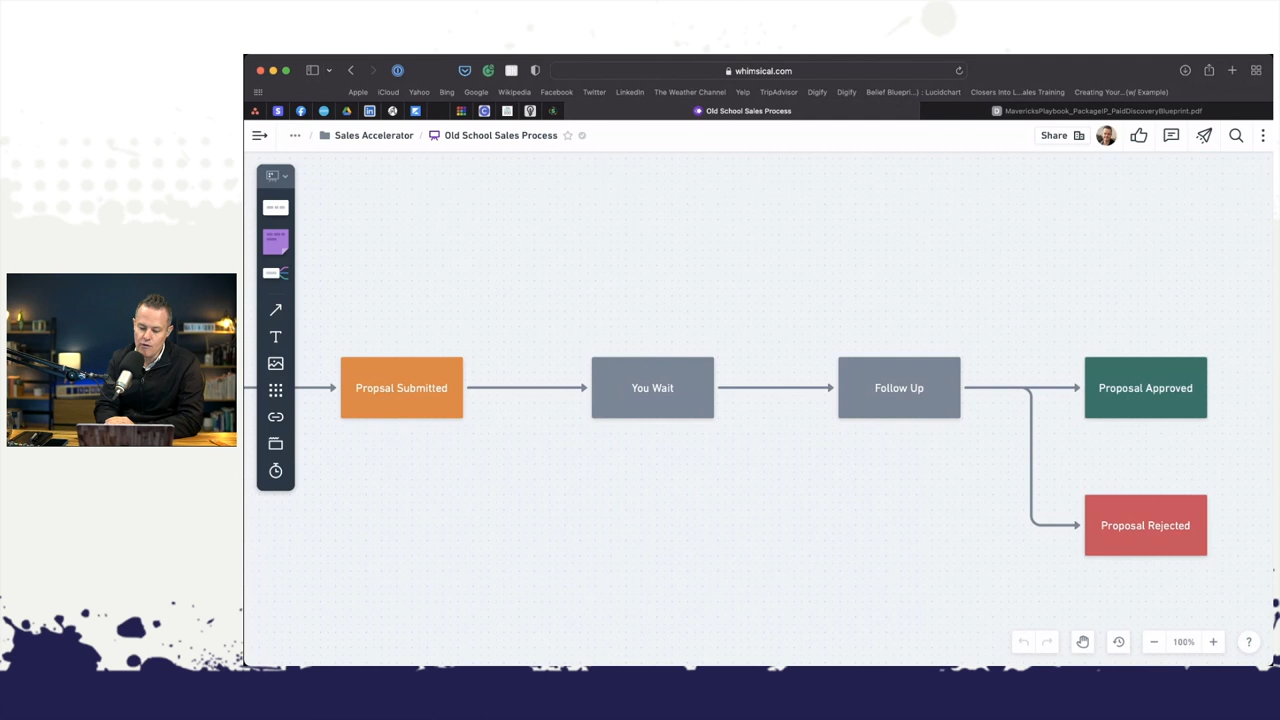 whimsical.com
Apple iCloud Yahoo Bing Google Wikipedia Facebook Twitter LinkedIn The Weather Channel Yelp TripAdvisor Digify Digify Belief Bluepri... : Lucidchart Closers Into L...ales Training Creating Your...(w/ Example)
Old School Sales Process
MavericksPlaybook_PackageIP_PaidDiscoveryBlueprint.pdf
... / Sales Accelerator / Old School Sales Process
Share
Propsal Submitted
You Wait
Follow Up
Proposal Approved
Proposal Rejected
100%
?